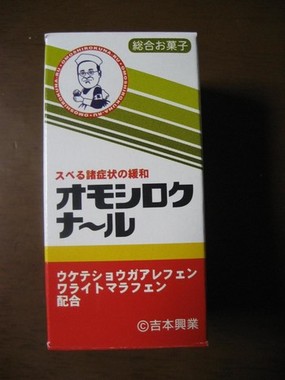 総合お菓子
OMOSHIROKUNA~RU
スベる諸症状の緩和
オモシロク
ナ〜ル
ウケテショウガアレフェン
ワライトマラフェン
配合
©吉本興業